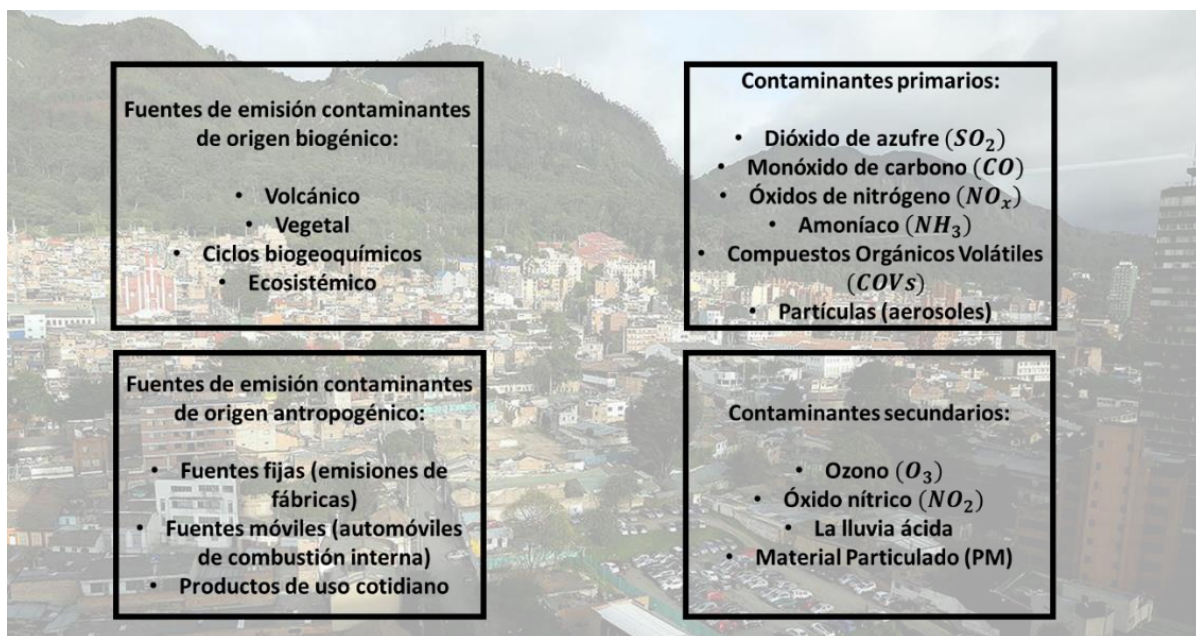 Fuentes de emisión contaminantes
de origen biogénico:
• Volcánico
• Vegetal
• Ciclos biogeoquímicos
• Ecosistémico
Fuentes de emisión contaminantes
de origen antropogénico:
• Fuentes fijas (emisiones de
fábricas)
• Fuentes móviles (automóviles
de combustión interna)
• Productos de uso cotidiano
Contaminantes primarios:
• Dióxido de azufre (SO₂)
• Monóxido de carbono (CO)
• Óxidos de nitrógeno (NOₓ)
• Amoníaco (NH₃)
• Compuestos Orgánicos Volátiles
(COVs)
• Partículas (aerosoles)
Contaminantes secundarios:
• Ozono (O₃)
• Óxido nítrico (NO₂)
• La lluvia ácida
• Material Particulado (PM)